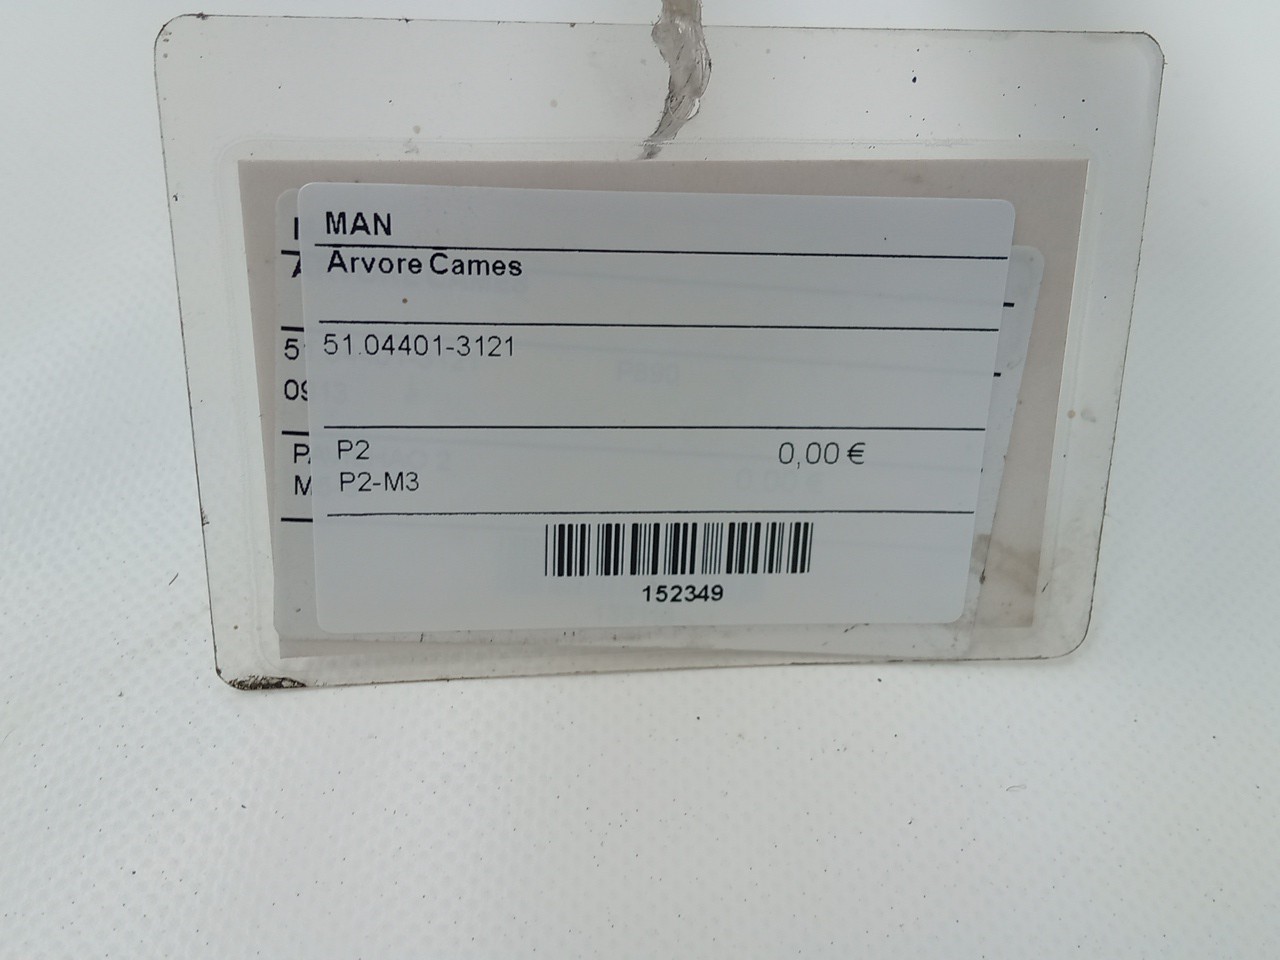 MAN
Arvore Cames
51.04401-3121
P2 0,00 €
P2-M3
152349